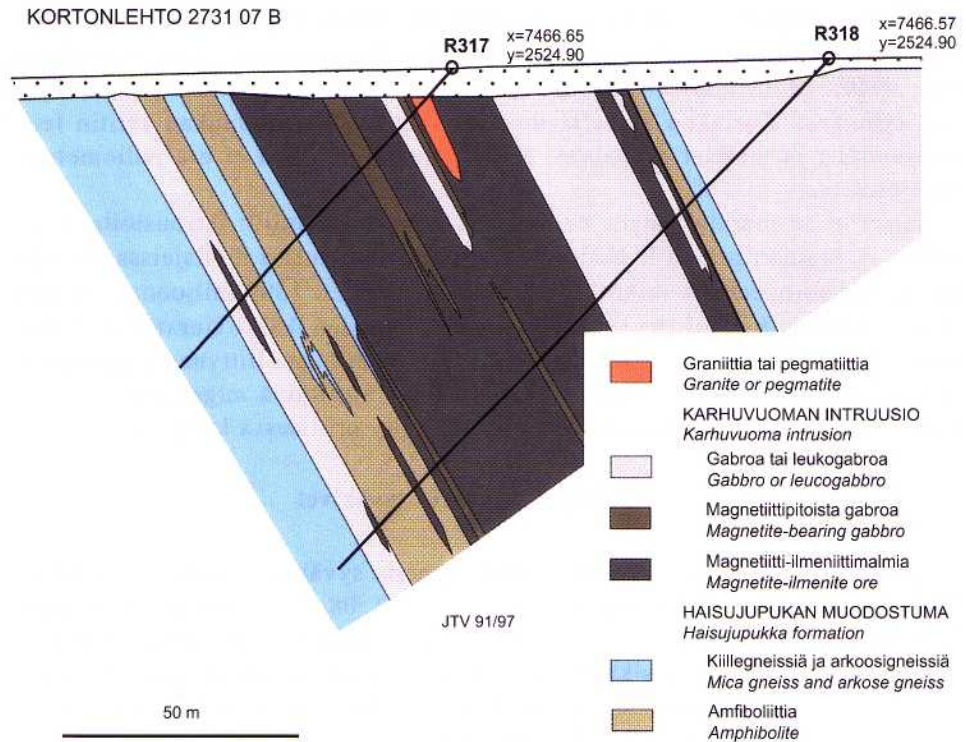 KORTONLEHTO 2731 07 B
R317
x=7466.65
y=2524.90
R318
x=7466.57
y=2524.90
Graniittia tai pegmatiittia
Granite or pegmatite
KARHUVUOMAN INTRUUSIO
Karhuvuoma intrusion
Gabroa tai leukogabroa
Gabbro or leucogabbro
Magnetiittipitoista gabroa
Magnetite-bearing gabbro
Magnetiitti-ilmeniittimalmia
Magnetite-ilmenite ore
HAISUJUPUKAN MUODOSTUMA
Haisujupukka formation
Kiillegneissiä ja arkoosigneissiä
Mica gneiss and arkose gneiss
Amfiboliittia
Amphibolite
JTV 91/97
50 m